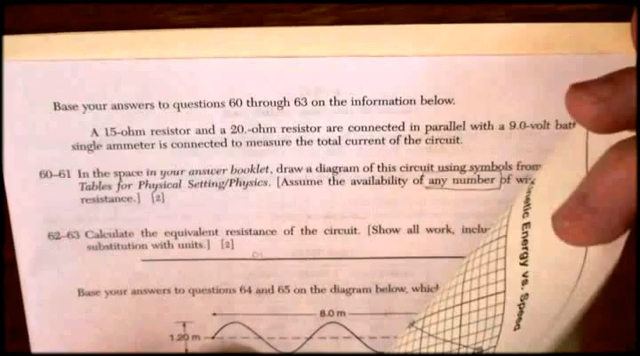 Base your answers to questions 60 through 63 on the information below.
A 15-ohm resistor and a 20.-ohm resistor are connected in parallel with a 9.0-volt
single ammeter is connected to measure the total current of the circuit.
60–61 In the space in your answer booklet, draw a diagram of this circuit using symbols from
Tables for Physical Setting/Physics. [Assume the availability of any number of
resistance.] [2]
62–63 Calculate the equivalent resistance of the circuit. [Show all work,
substitution with units.] [2]
Base your answers to questions 64 and 65 on the diagram below, which
8.0 m
1.20 m
Energy vs. Speed